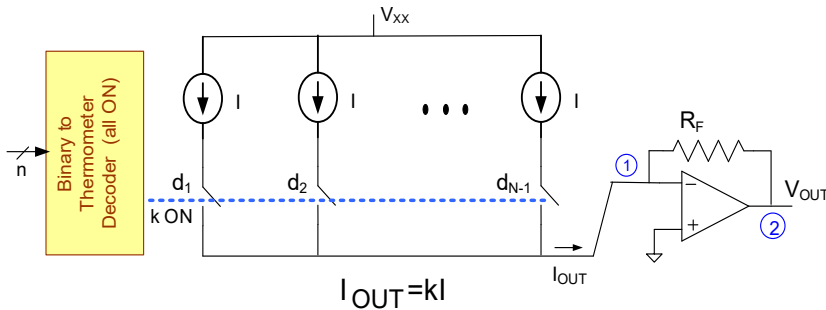 V_XX
Binary to
Thermometer
Decoder (all ON)
n
I
I
I
d_1
d_2
d_N-1
k ON
R_F
1
−
+
V_OUT
2
I_OUT
I_OUT=kI